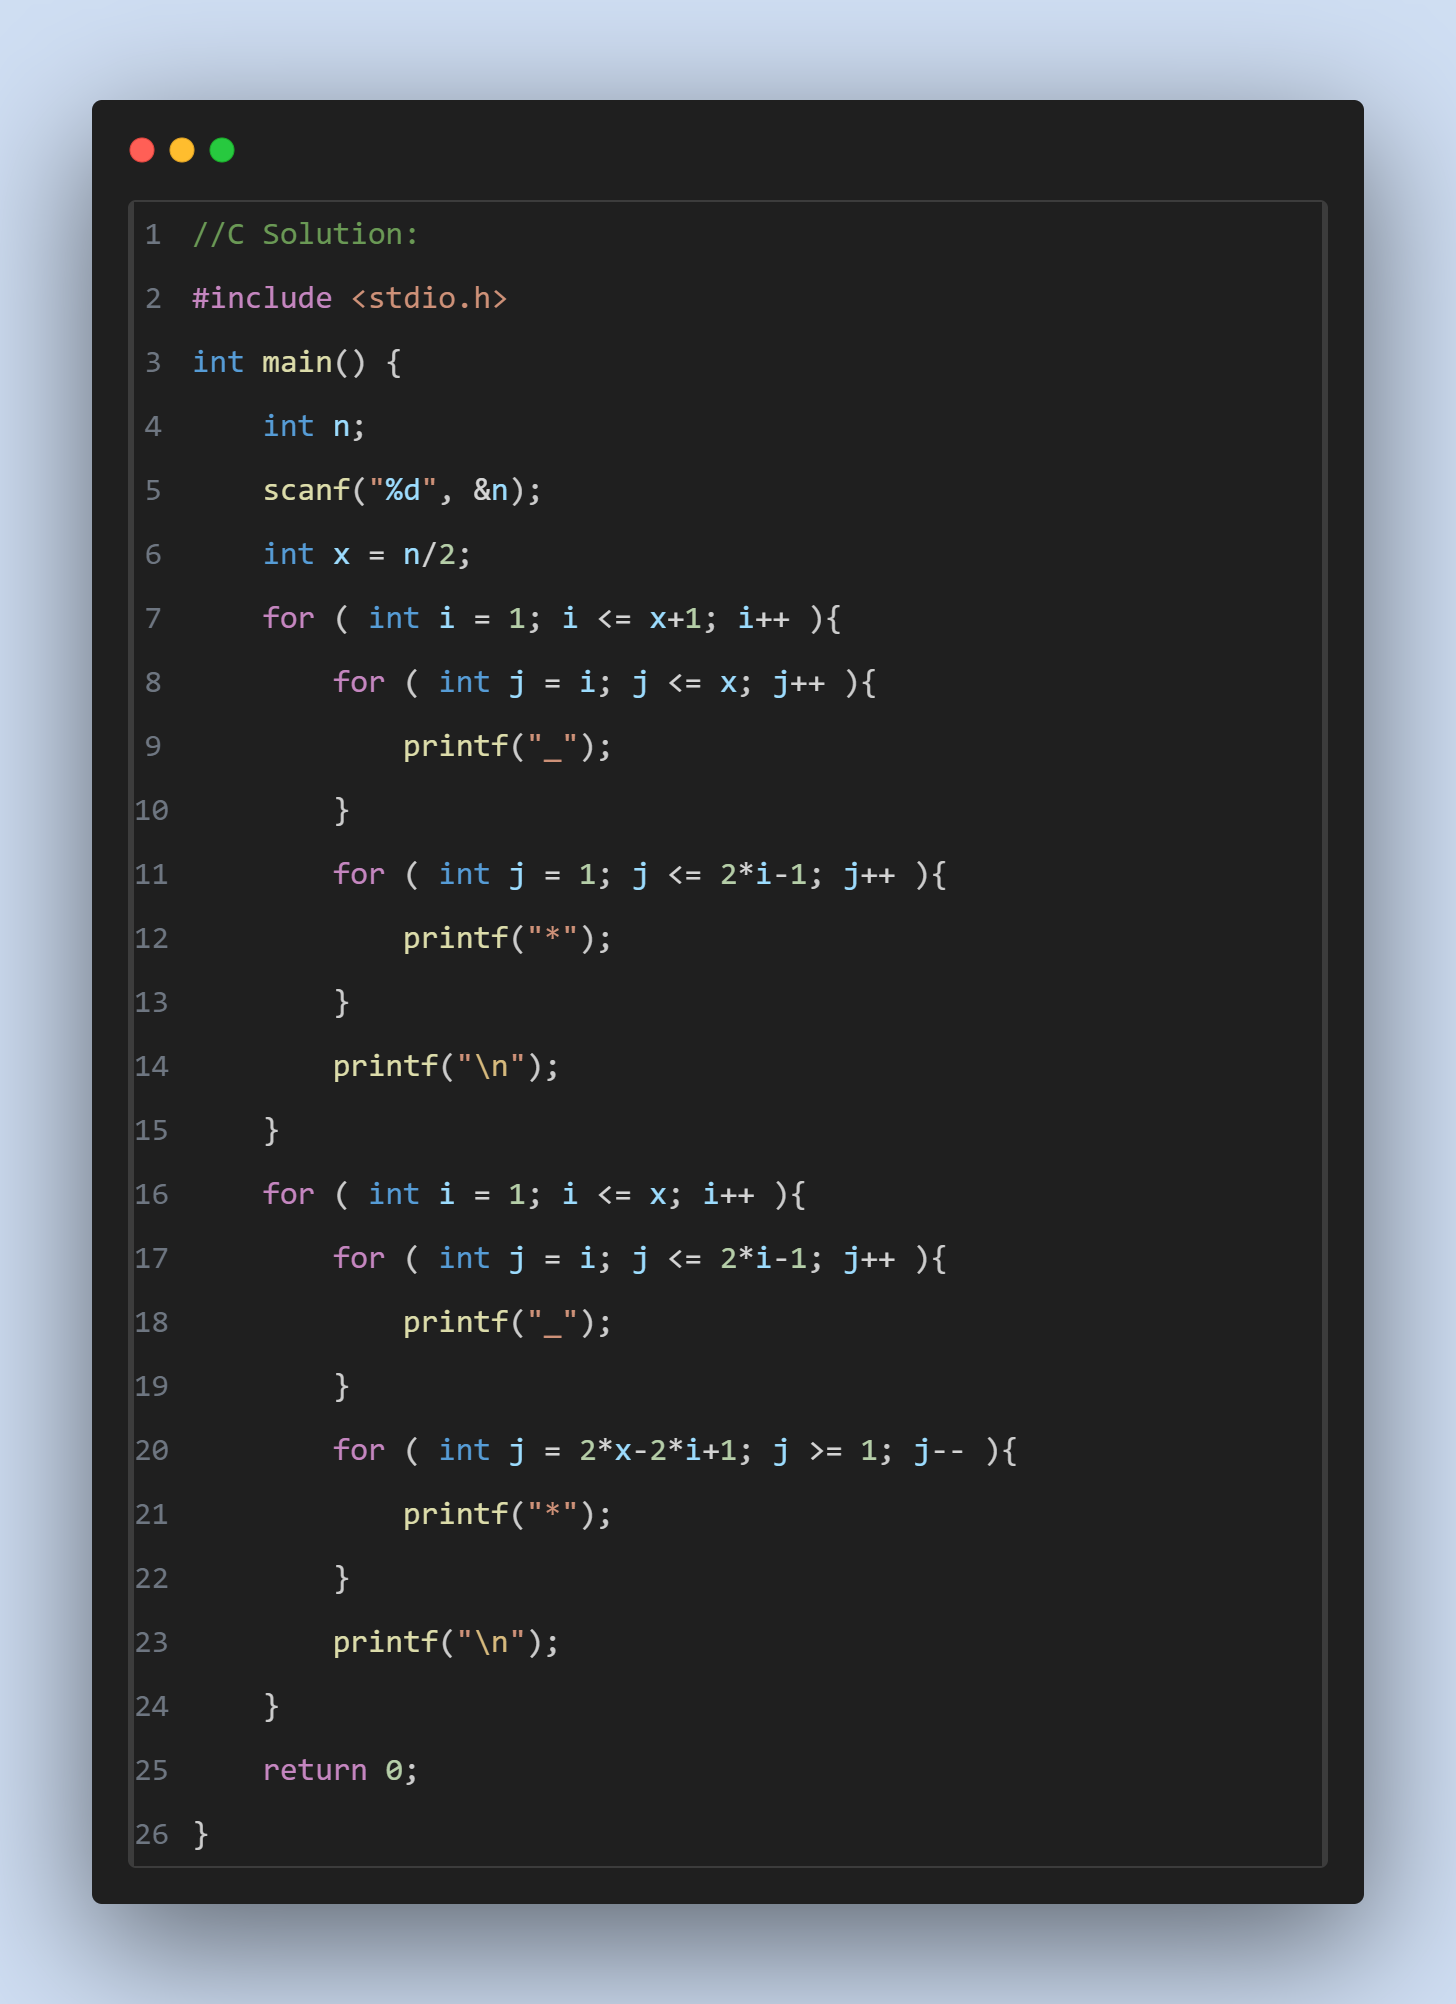 1 //C Solution:
2 #include <stdio.h>
3 int main() {
4     int n;
5     scanf("%d", &n);
6     int x = n/2;
7     for ( int i = 1; i <= x+1; i++ ){
8         for ( int j = i; j <= x; j++ ){
9             printf("_");
10         }
11         for ( int j = 1; j <= 2*i-1; j++ ){
12             printf("*");
13         }
14         printf("\n");
15     }
16     for ( int i = 1; i <= x; i++ ){
17         for ( int j = i; j <= 2*i-1; j++ ){
18             printf("_");
19         }
20         for ( int j = 2*x-2*i+1; j >= 1; j-- ){
21             printf("*");
22         }
23         printf("\n");
24     }
25     return 0;
26 }